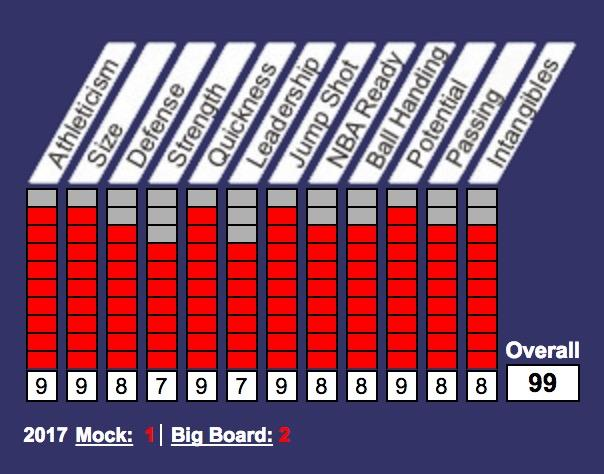 Athleticism
Size
Defense
Strength
Quickness
Leadership
Jump Shot
NBA Ready
Ball Handing
Potential
Passing
Intangibles
Overall
9 9 8 7 9 7 9 8 8 9 8 8 99
2017 Mock: 1 | Big Board: 2